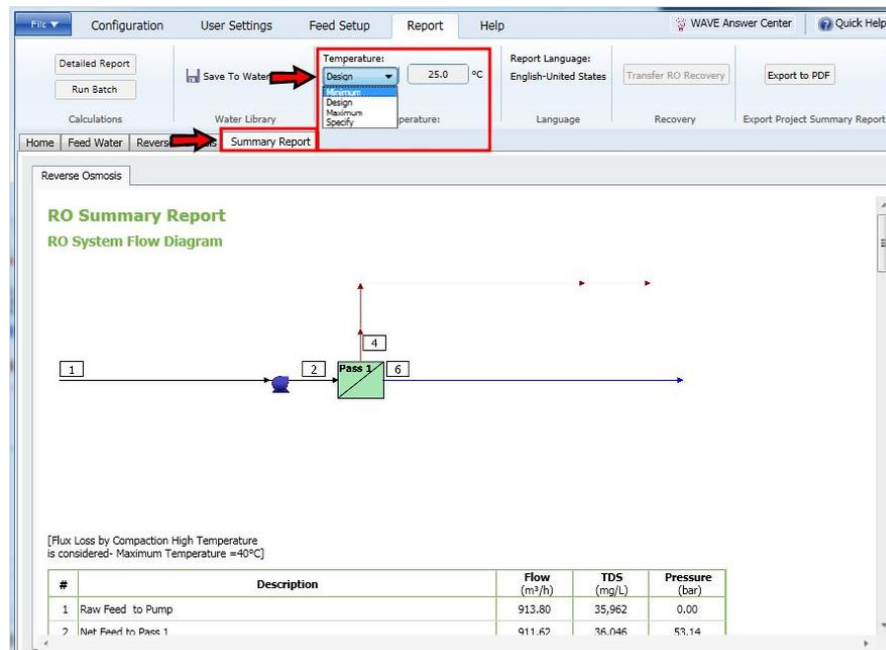 File Configuration User Settings Feed Setup Report Help WAVE Answer Center Quick Help
Detailed Report
Run Batch
Calculations
Save To Water
Water Library
Temperature:
Design 25.0 °C
Minimum
Design
Maximum
Specify
perature:
Report Language:
English-United States
Language
Transfer RO Recovery
Recovery
Export to PDF
Export Project Summary Report
Home Feed Water Reverse Summary Report
Reverse Osmosis
RO Summary Report
RO System Flow Diagram
4
1 2 Pass 1 6
[Flux Loss by Compaction High Temperature
is considered- Maximum Temperature =40°C]
# Description Flow (m³/h) TDS (mg/L) Pressure (bar)
1 Raw Feed to Pump 913.80 35,962 0.00
2 Net Feed to Pass 1 911.62 36,046 53.14